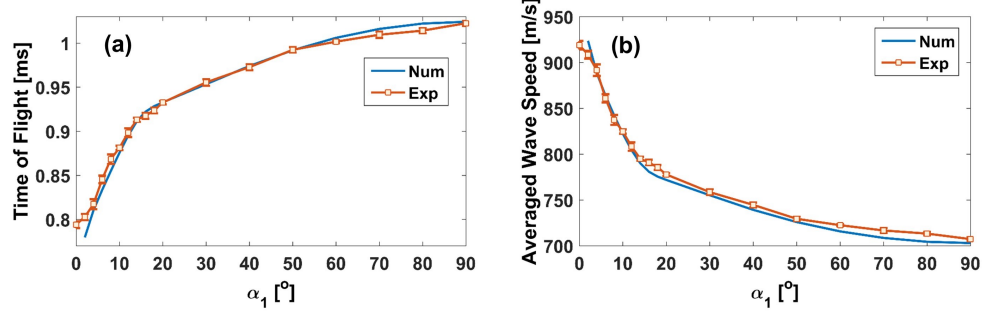 (a)
Time of Flight [ms]
1
0.95
0.9
0.85
0.8
Num
Exp
0 10 20 30 40 50 60 70 80 90
α1 [o]
(b)
Averaged Wave Speed [m/s]
950
900
850
800
750
700
Num
Exp
0 10 20 30 40 50 60 70 80 90
α1 [o]